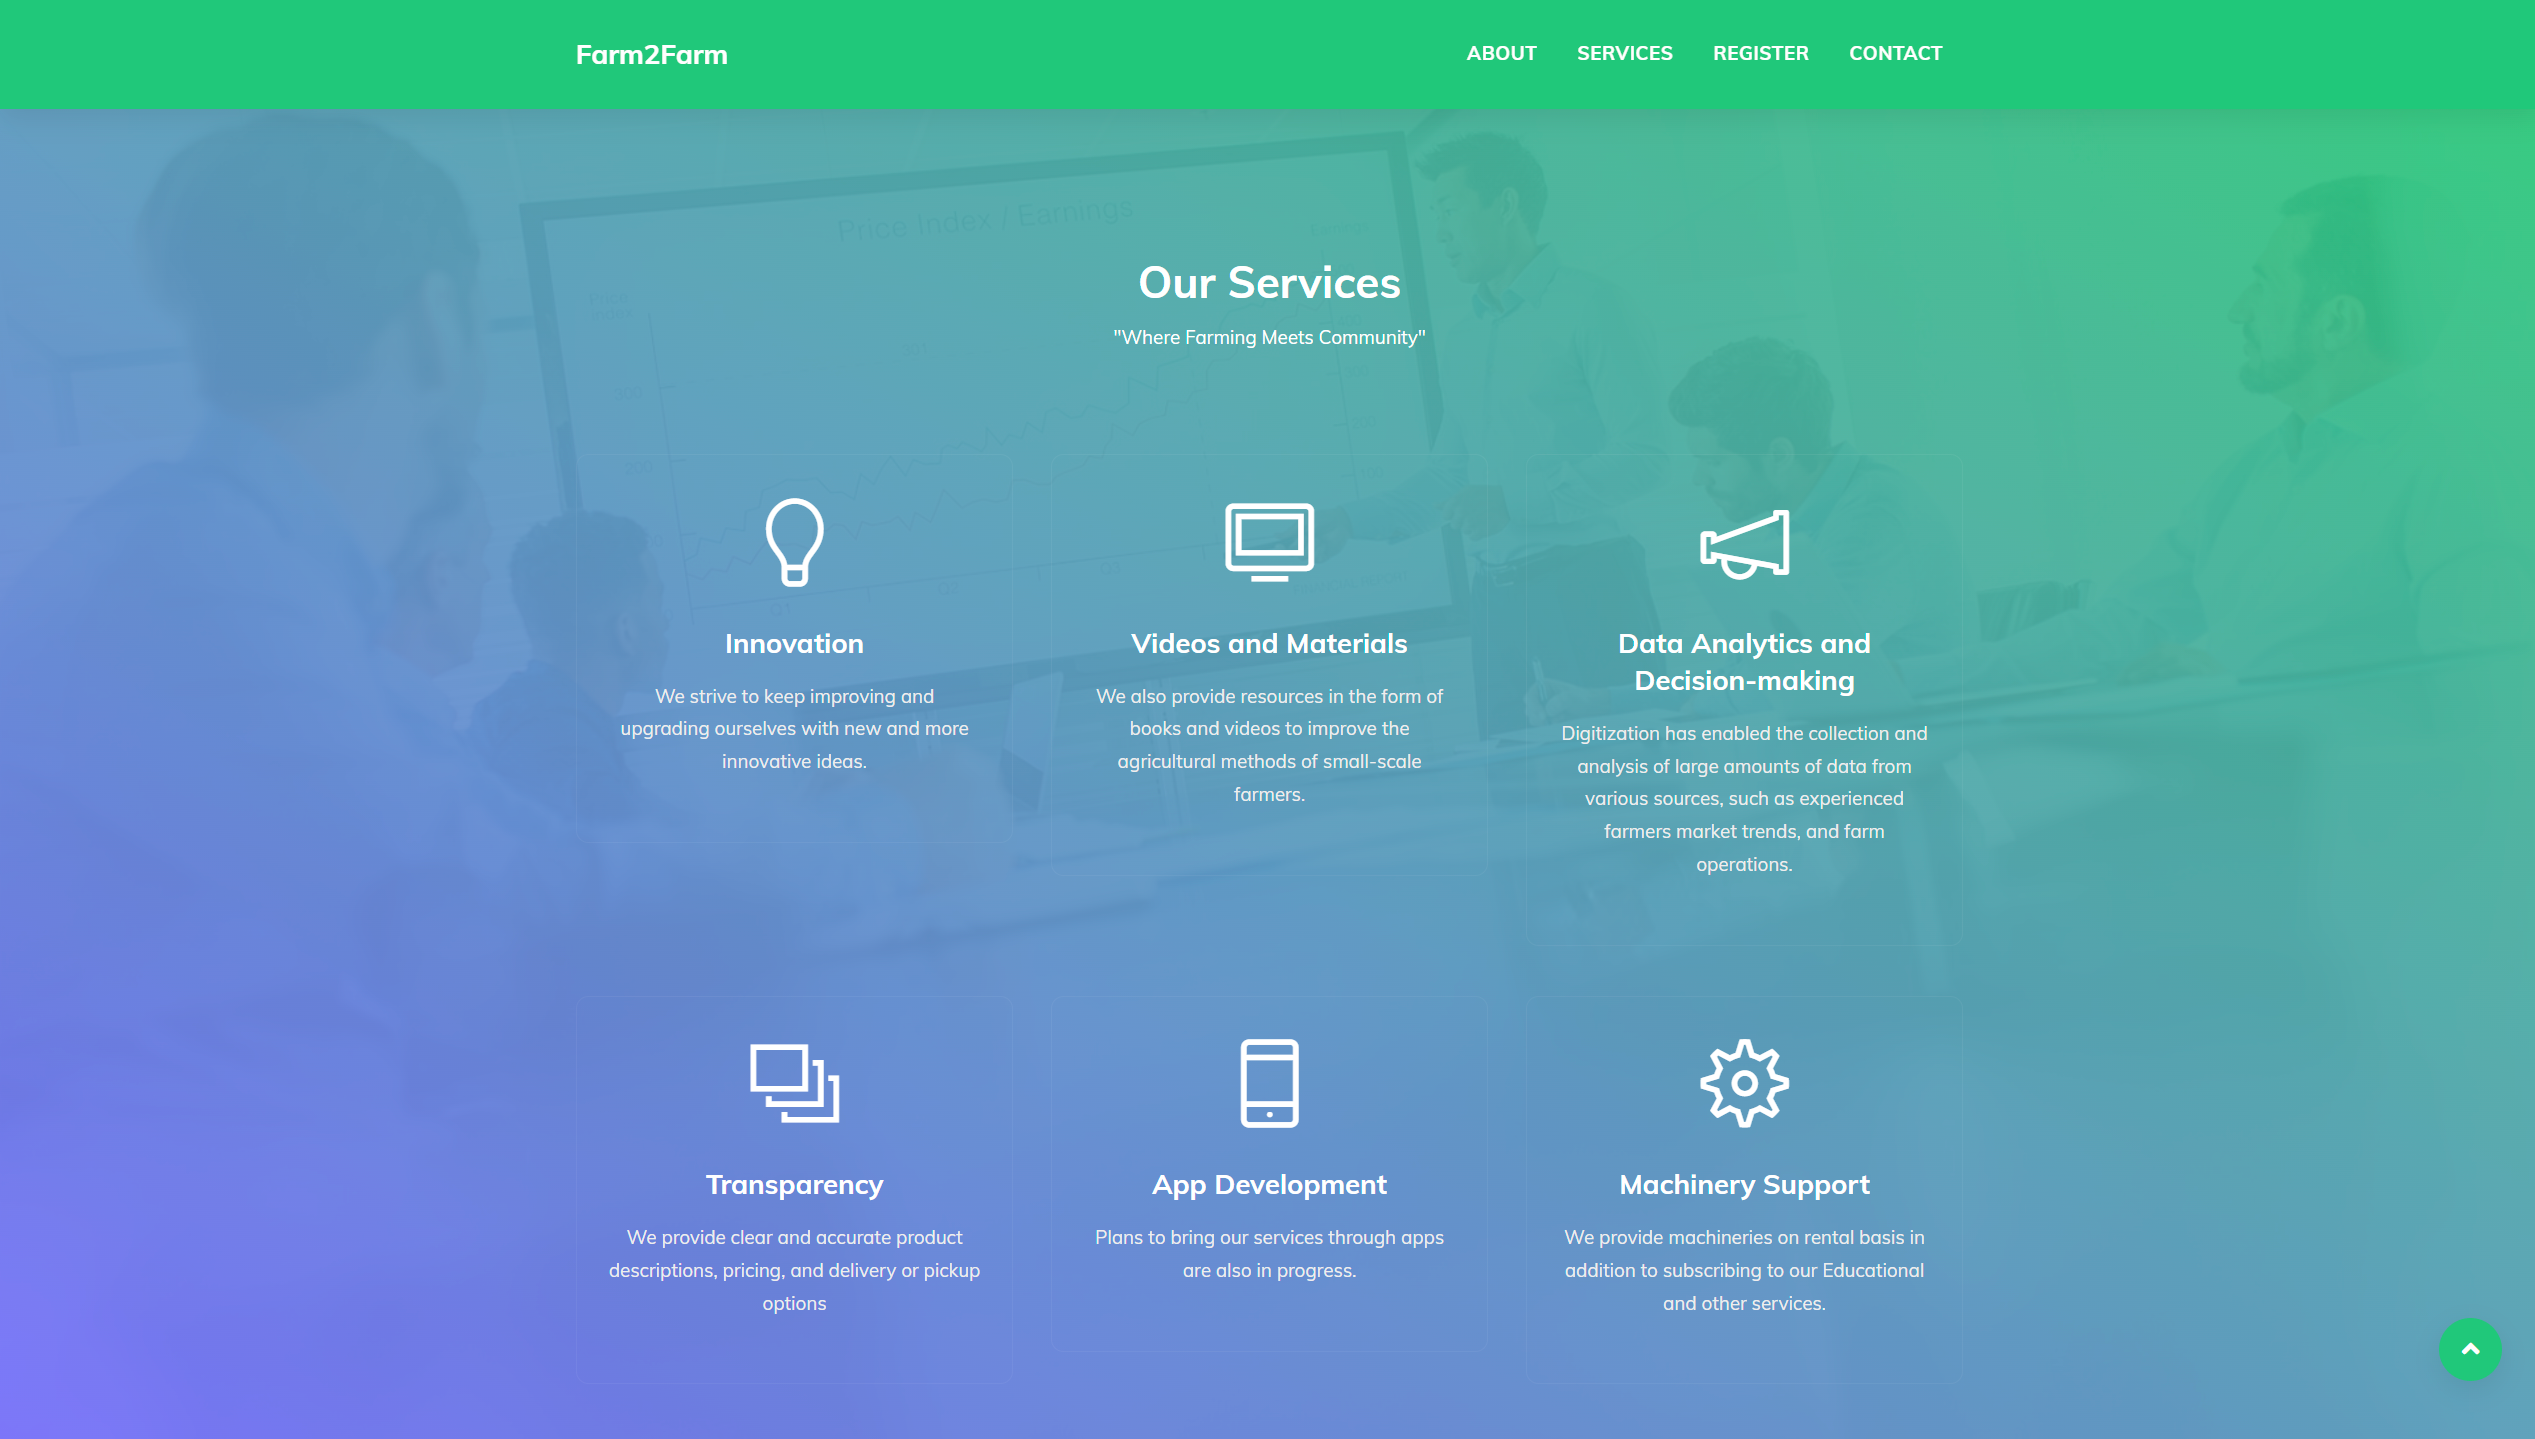 Farm2Farm
ABOUT SERVICES REGISTER CONTACT
Price Index / Earnings
Our Services
"Where Farming Meets Community"
Innovation
We strive to keep improving and
upgrading ourselves with new and more
innovative ideas.
Videos and Materials
We also provide resources in the form of
books and videos to improve the
agricultural methods of small-scale
farmers.
Data Analytics and
Decision-making
Digitization has enabled the collection and
analysis of large amounts of data from
various sources, such as experienced
farmers market trends, and farm
operations.
Transparency
We provide clear and accurate product
descriptions, pricing, and delivery or pickup
options
App Development
Plans to bring our services through apps
are also in progress.
Machinery Support
We provide machineries on rental basis in
addition to subscribing to our Educational
and other services.